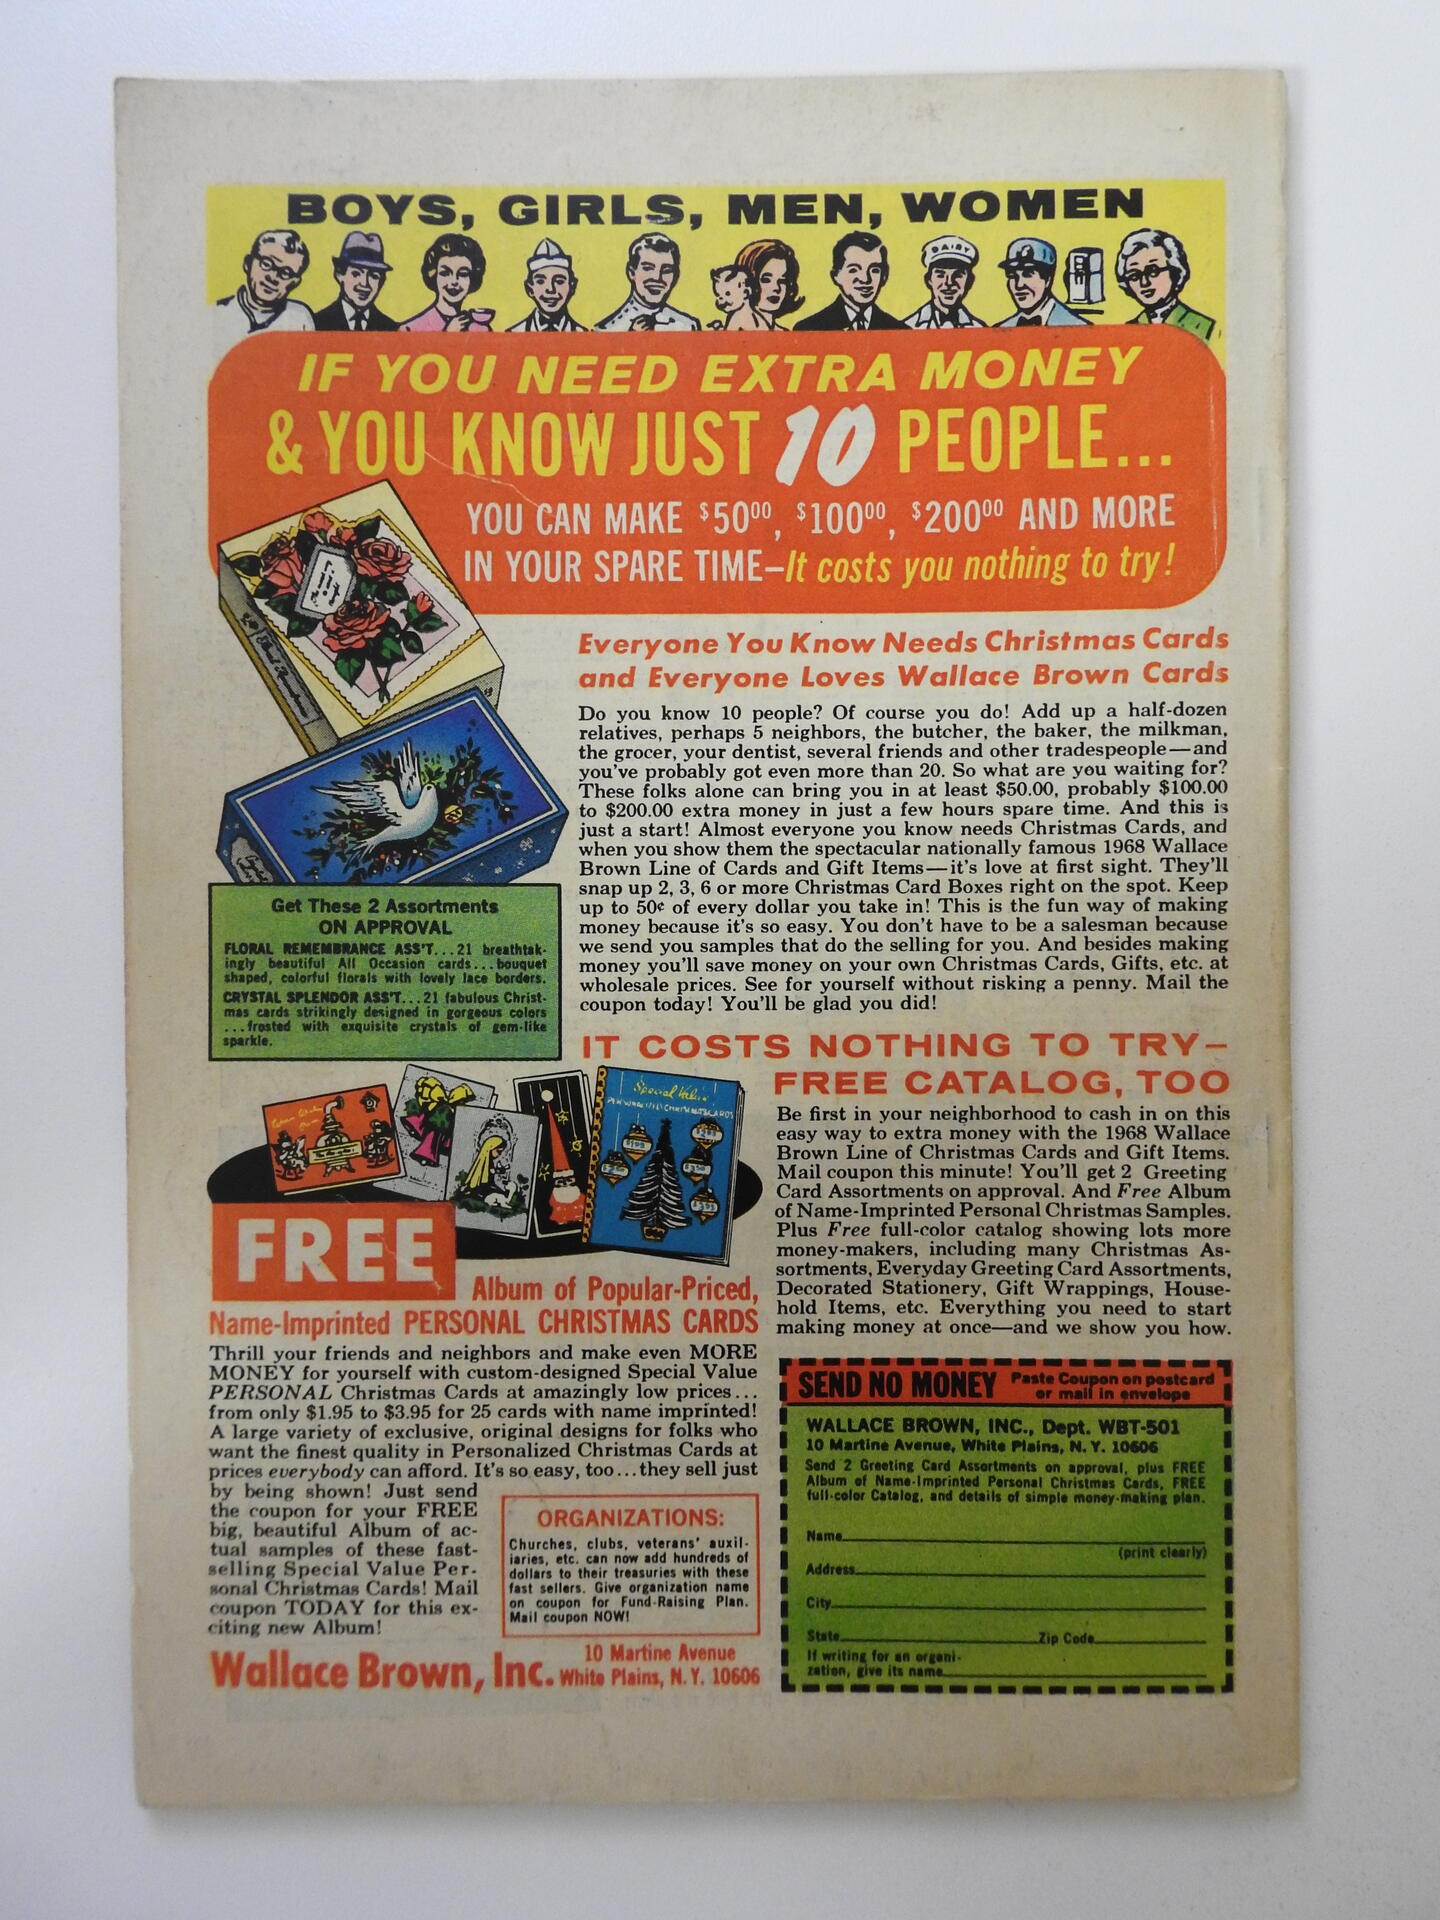 BOYS, GIRLS, MEN, WOMEN
DAIRY
IF YOU NEED EXTRA MONEY
& YOU KNOW JUST 10 PEOPLE...
YOU CAN MAKE $50⁰⁰, $100⁰⁰, $200⁰⁰ AND MORE
IN YOUR SPARE TIME—It costs you nothing to try!
Everyone You Know Needs Christmas Cards
and Everyone Loves Wallace Brown Cards
Do you know 10 people? Of course you do! Add up a half-dozen
relatives, perhaps 5 neighbors, the butcher, the baker, the milkman,
the grocer, your dentist, several friends and other tradespeople—and
you've probably got even more than 20. So what are you waiting for?
These folks alone can bring you in at least $50.00, probably $100.00
to $200.00 extra money in just a few hours spare time. And this is
just a start! Almost everyone you know needs Christmas Cards, and
when you show them the spectacular nationally famous 1968 Wallace
Brown Line of Cards and Gift Items—it's love at first sight. They'll
snap up 2, 3, 6 or more Christmas Card Boxes right on the spot. Keep
up to 50¢ of every dollar you take in! This is the fun way of making
money because it's so easy. You don't have to be a salesman because
we send you samples that do the selling for you. And besides making
money you'll save money on your own Christmas Cards, Gifts, etc. at
wholesale prices. See for yourself without risking a penny. Mail the
coupon today! You'll be glad you did!
Get These 2 Assortments
ON APPROVAL
FLORAL REMEMBRANCE ASS'T...21 breathtak-
ingly beautiful All Occasion cards...bouquet
shaped, colorful florals with lovely lace borders.
CRYSTAL SPLENDOR ASS'T...21 fabulous Christ-
mas cards strikingly designed in gorgeous colors
...frosted with exquisite crystals of gem-like
sparkle.
IT COSTS NOTHING TO TRY—
FREE CATALOG, TOO
Be first in your neighborhood to cash in on this
easy way to extra money with the 1968 Wallace
Brown Line of Christmas Cards and Gift Items.
Mail coupon this minute! You'll get 2 Greeting
Card Assortments on approval. And Free Album
of Name-Imprinted Personal Christmas Samples.
Plus Free full-color catalog showing lots more
money-makers, including many Christmas As-
sortments, Everyday Greeting Card Assortments,
Decorated Stationery, Gift Wrappings, House-
hold Items, etc. Everything you need to start
making money at once—and we show you how.
Special Value
PERSONALIZED CHRISTMAS CARDS
FREE
Album of Popular-Priced,
Name-Imprinted PERSONAL CHRISTMAS CARDS
Thrill your friends and neighbors and make even MORE
MONEY for yourself with custom-designed Special Value
PERSONAL Christmas Cards at amazingly low prices...
from only $1.95 to $3.95 for 25 cards with name imprinted!
A large variety of exclusive, original designs for folks who
want the finest quality in Personalized Christmas Cards at
prices everybody can afford. It's so easy, too...they sell just
by being shown! Just send
the coupon for your FREE
big, beautiful Album of ac-
tual samples of these fast-
selling Special Value Per-
sonal Christmas Cards! Mail
coupon TODAY for this ex-
citing new Album!
ORGANIZATIONS:
Churches, clubs, veterans' auxil-
iaries, etc. can now add hundreds of
dollars to their treasuries with these
fast sellers. Give organization name
on coupon for Fund-Raising Plan.
Mail coupon NOW!
Wallace Brown, Inc.
10 Martine Avenue
White Plains, N.Y. 10606
SEND NO MONEY
Paste Coupon on postcard
or mail in envelope
WALLACE BROWN, INC., Dept. WBT-501
10 Martine Avenue, White Plains, N.Y. 10606
Send 2 Greeting Card Assortments on approval, plus FREE
Album of Name-Imprinted Personal Christmas Cards, FREE
full-color Catalog, and details of simple money-making plan.
Name
(print clearly)
Address
City
State Zip Code
If writing for an organi-
zation, give its name